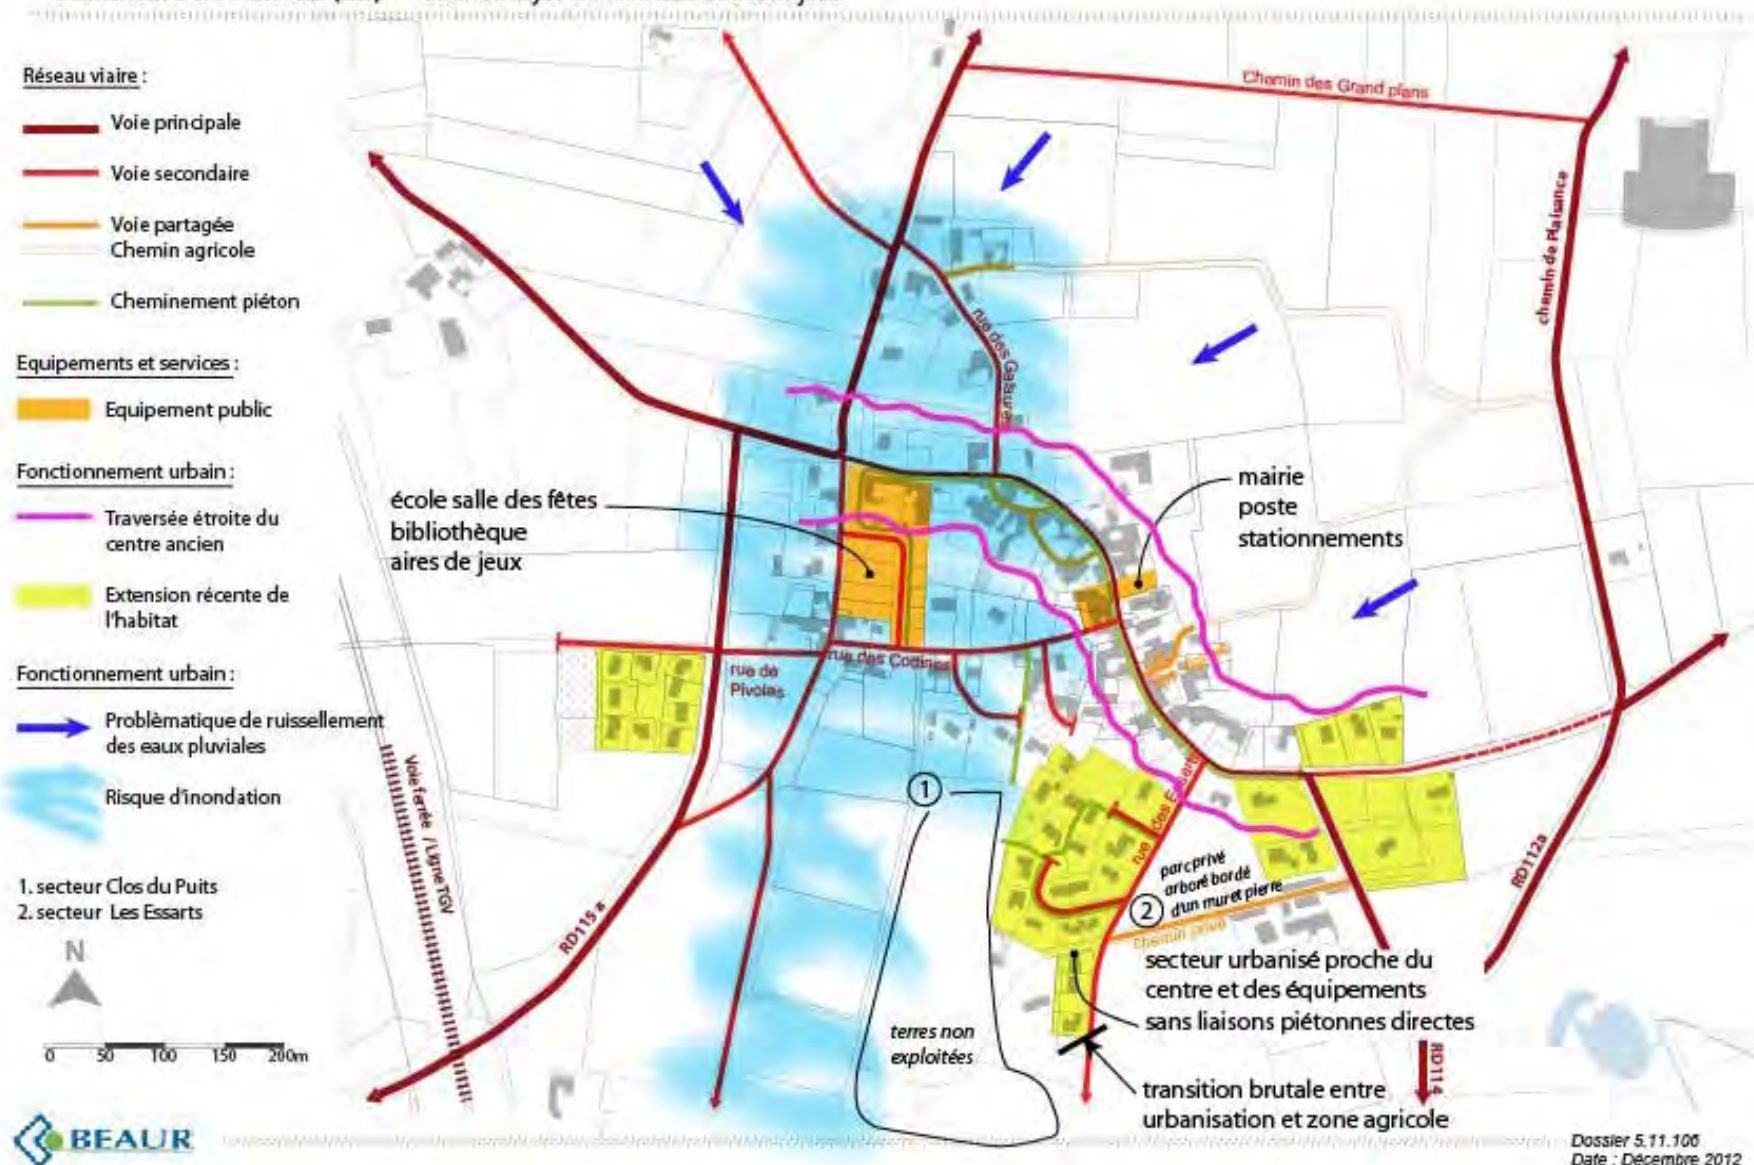 Réseau viaire :
Voie principale
Voie secondaire
Voie partagée
Chemin agricole
Cheminement piéton
Equipements et services :
Equipement public
Fonctionnement urbain :
Traversée étroite du
centre ancien
Extension récente de
l'habitat
Fonctionnement urbain :
Problèmatique de ruissellement
des eaux pluviales
Risque d'inondation
1. secteur Clos du Puits
2. secteur Les Essarts
N
0 50 100 150 200m
BEAUR
Chemin des Grand plans
chemin de Plaisance
rue des
école salle des fêtes
bibliothèque
aires de jeux
mairie
poste
stationnements
rue de
Pivolas
rue des Codines
Voie ferrée / Ligne TGV
RD115 a
1
rue des Essarts
parc privé
arboré bordé
d'un muret pierre
2
Chemin privé
RD112a
secteur urbanisé proche du
centre et des équipements
sans liaisons piétonnes directes
terres non
exploitées
RD114
transition brutale entre
urbanisation et zone agricole
Dossier 5.11.106
Date : Décembre 2012